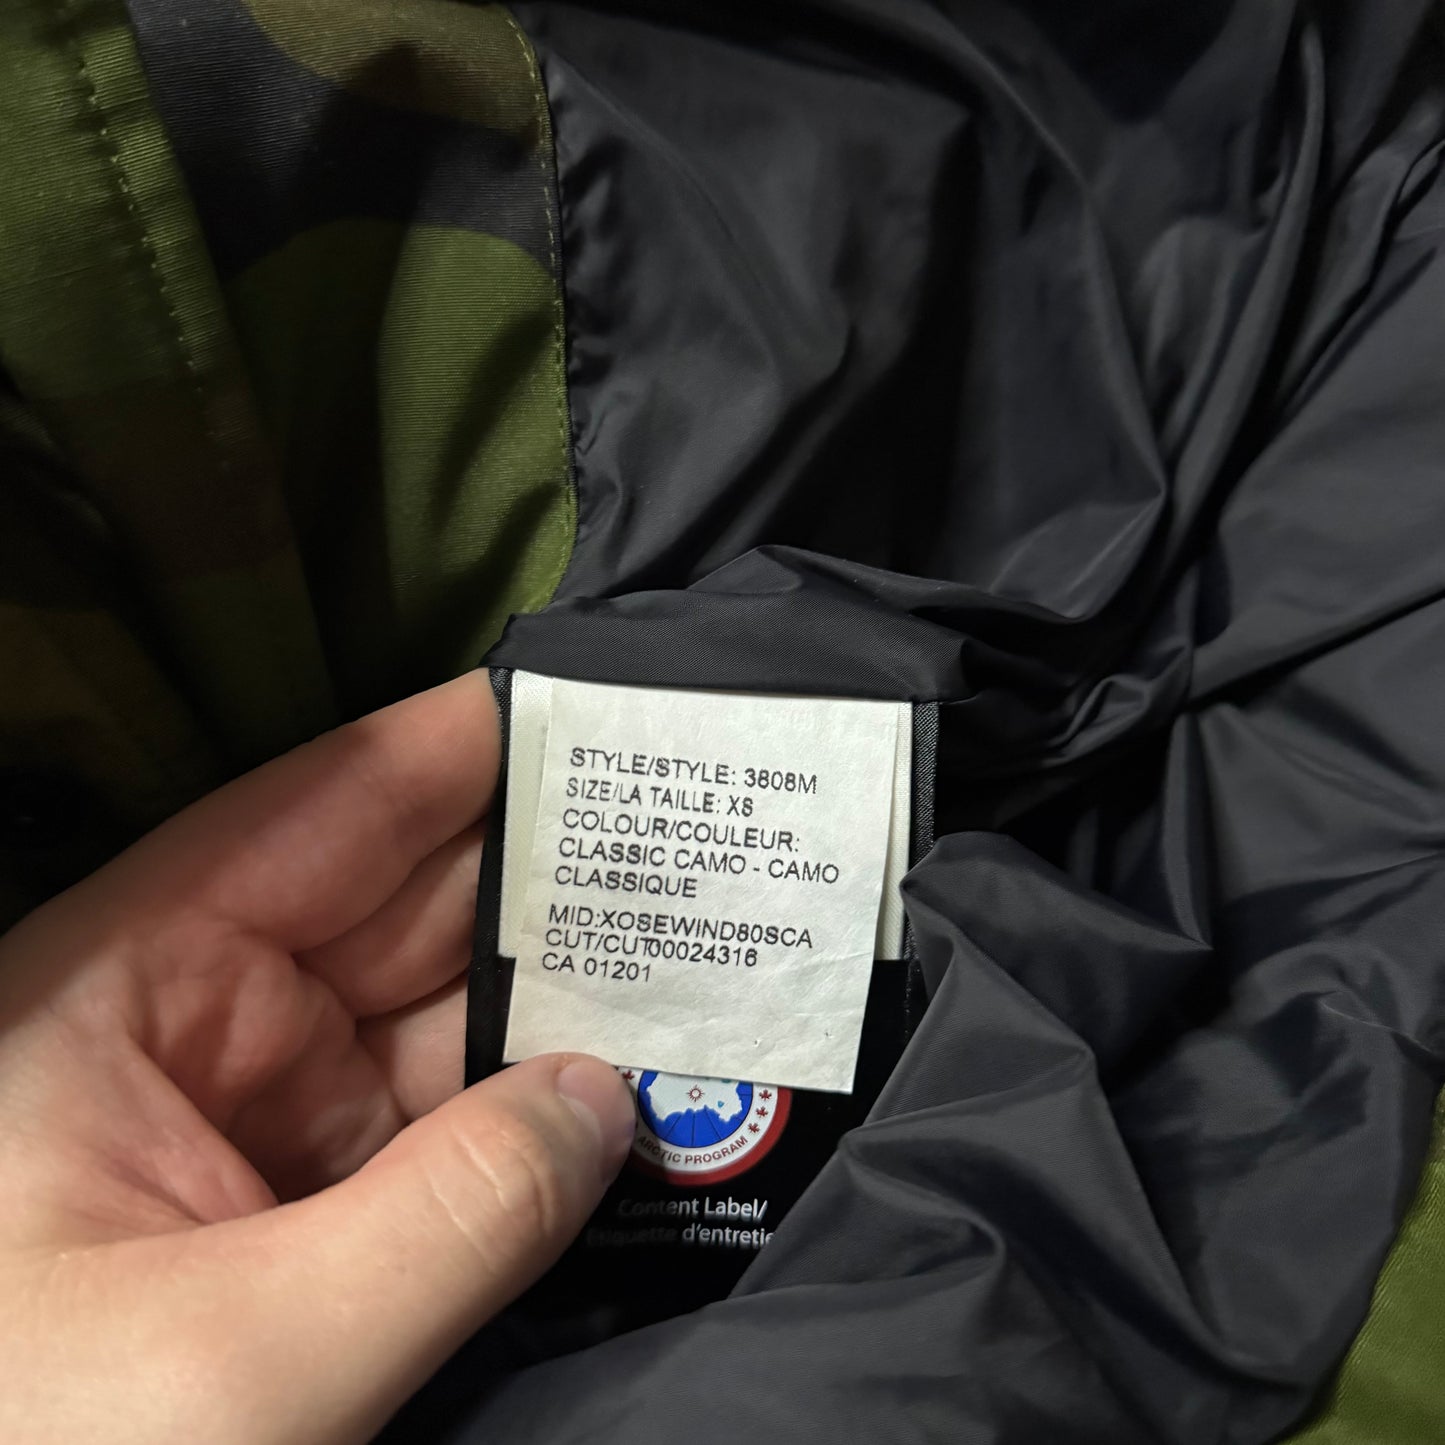 STYLE/STYLE: 3808M
SIZE/LA TAILLE: XS
COLOUR/COULEUR:
CLASSIC CAMO - CAMO
CLASSIQUE
MID:XOSEWIND80SCA
CUT/CUT00024316
CA 01201
ARCTIC PROGRAM
Content Label/
Etiquette d'entretie